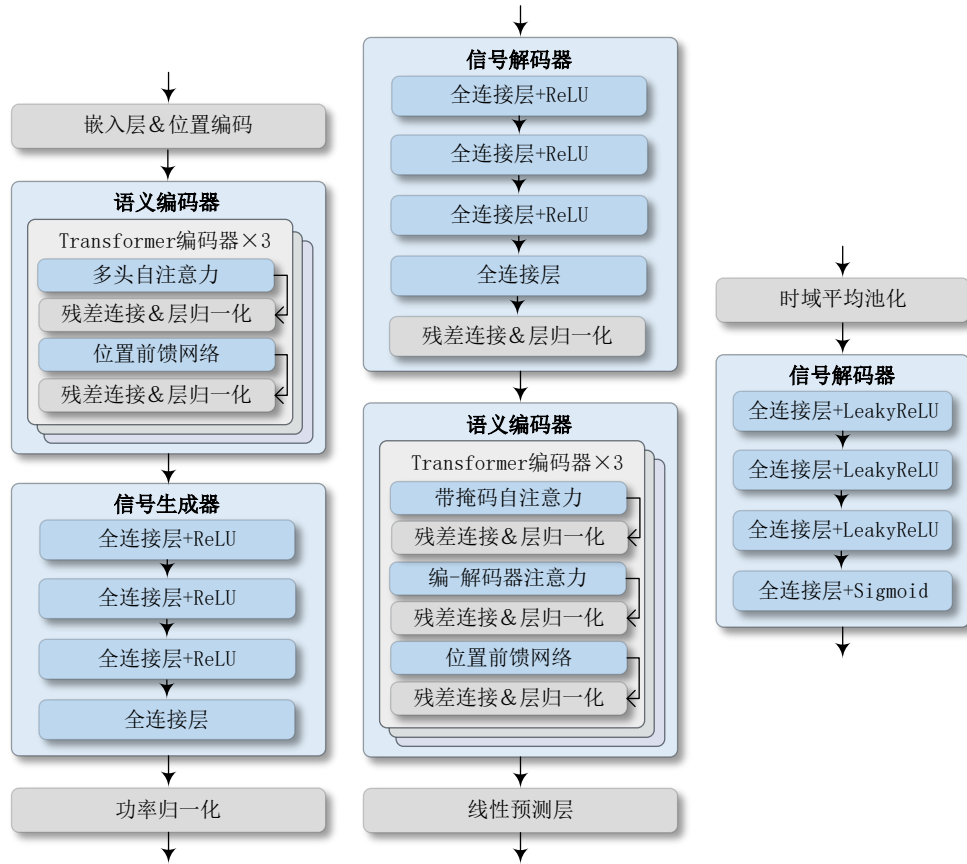 嵌入层&位置编码
语义编码器
Transformer编码器×3
多头自注意力
残差连接&层归一化
位置前馈网络
残差连接&层归一化
信号生成器
全连接层+ReLU
全连接层+ReLU
全连接层+ReLU
全连接层
功率归一化
信号解码器
全连接层+ReLU
全连接层+ReLU
全连接层+ReLU
全连接层
残差连接&层归一化
语义编码器
Transformer编码器×3
带掩码自注意力
残差连接&层归一化
编-解码器注意力
残差连接&层归一化
位置前馈网络
残差连接&层归一化
线性预测层
时域平均池化
信号解码器
全连接层+LeakyReLU
全连接层+LeakyReLU
全连接层+LeakyReLU
全连接层+Sigmoid